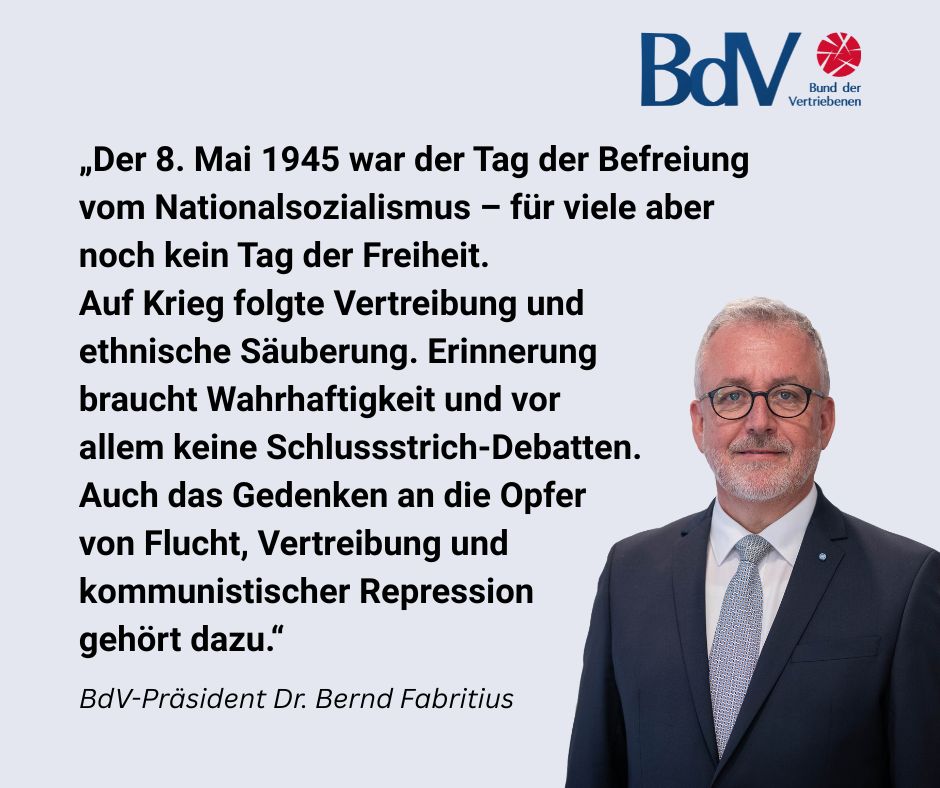 BdV
Bund der
Vertriebenen
„Der 8. Mai 1945 war der Tag der Befreiung
vom Nationalsozialismus – für viele aber
noch kein Tag der Freiheit.
Auf Krieg folgte Vertreibung und
ethnische Säuberung. Erinnerung
braucht Wahrhaftigkeit und vor
allem keine Schlussstrich-Debatten.
Auch das Gedenken an die Opfer
von Flucht, Vertreibung und
kommunistischer Repression
gehört dazu.“
BdV-Präsident Dr. Bernd Fabritius